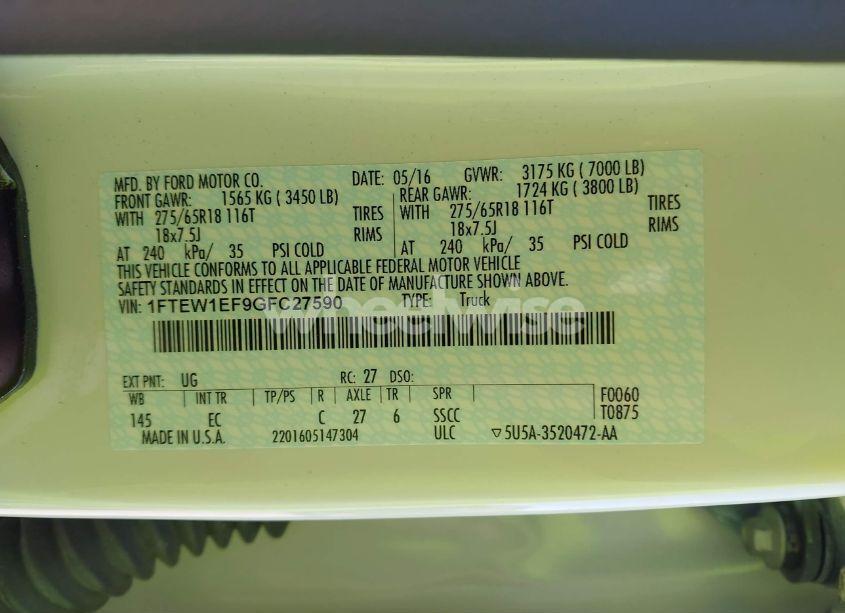 MFD. BY FORD MOTOR CO. DATE: 05/16 GVWR: 3175 KG ( 7000 LB)
FRONT GAWR: 1565 KG ( 3450 LB) REAR GAWR: 1724 KG ( 3800 LB)
WITH 275/65R18 116T TIRES WITH 275/65R18 116T TIRES
18x7.5J RIMS 18x7.5J RIMS
AT 240 kPa/ 35 PSI COLD AT 240 kPa/ 35 PSI COLD
THIS VEHICLE CONFORMS TO ALL APPLICABLE FEDERAL MOTOR VEHICLE
SAFETY STANDARDS IN EFFECT ON THE DATE OF MANUFACTURE SHOWN ABOVE.
VIN: 1FTEW1EF9GFC27590 TYPE: Truck
wheelwise
EXT PNT: UG RC: 27 DSO:
WB INT TR TP/PS R AXLE TR SPR F0060
145 EC C 27 6 SSCC T0875
MADE IN U.S.A. 2201605147304 ULC ▽5U5A-3520472-AA